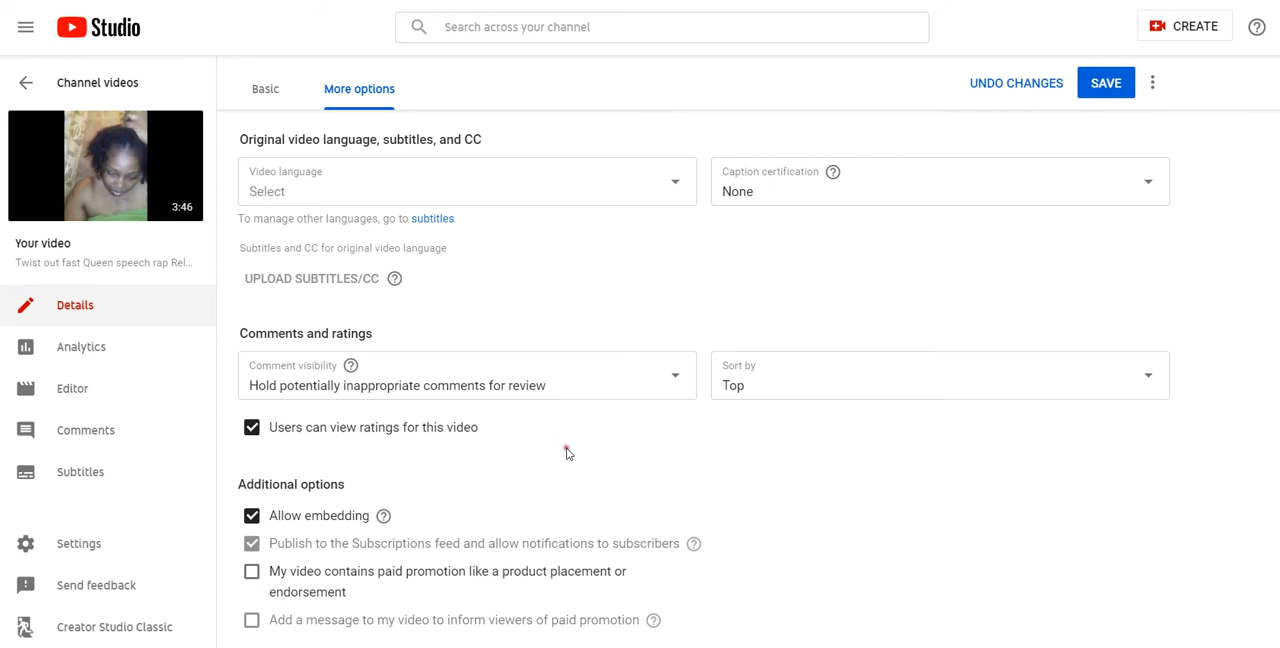 Studio
Search across your channel
CREATE
Channel videos
Basic
More options
UNDO CHANGES
SAVE
3:46
Your video
Twist out fast Queen speech rap Rel...
Details
Analytics
Editor
Comments
Subtitles
Settings
Send feedback
Creator Studio Classic
Original video language, subtitles, and CC
Video language
Select
Caption certification
None
To manage other languages, go to subtitles
Subtitles and CC for original video language
UPLOAD SUBTITLES/CC
Comments and ratings
Comment visibility
Hold potentially inappropriate comments for review
Sort by
Top
Users can view ratings for this video
Additional options
Allow embedding
Publish to the Subscriptions feed and allow notifications to subscribers
My video contains paid promotion like a product placement or
endorsement
Add a message to my video to inform viewers of paid promotion